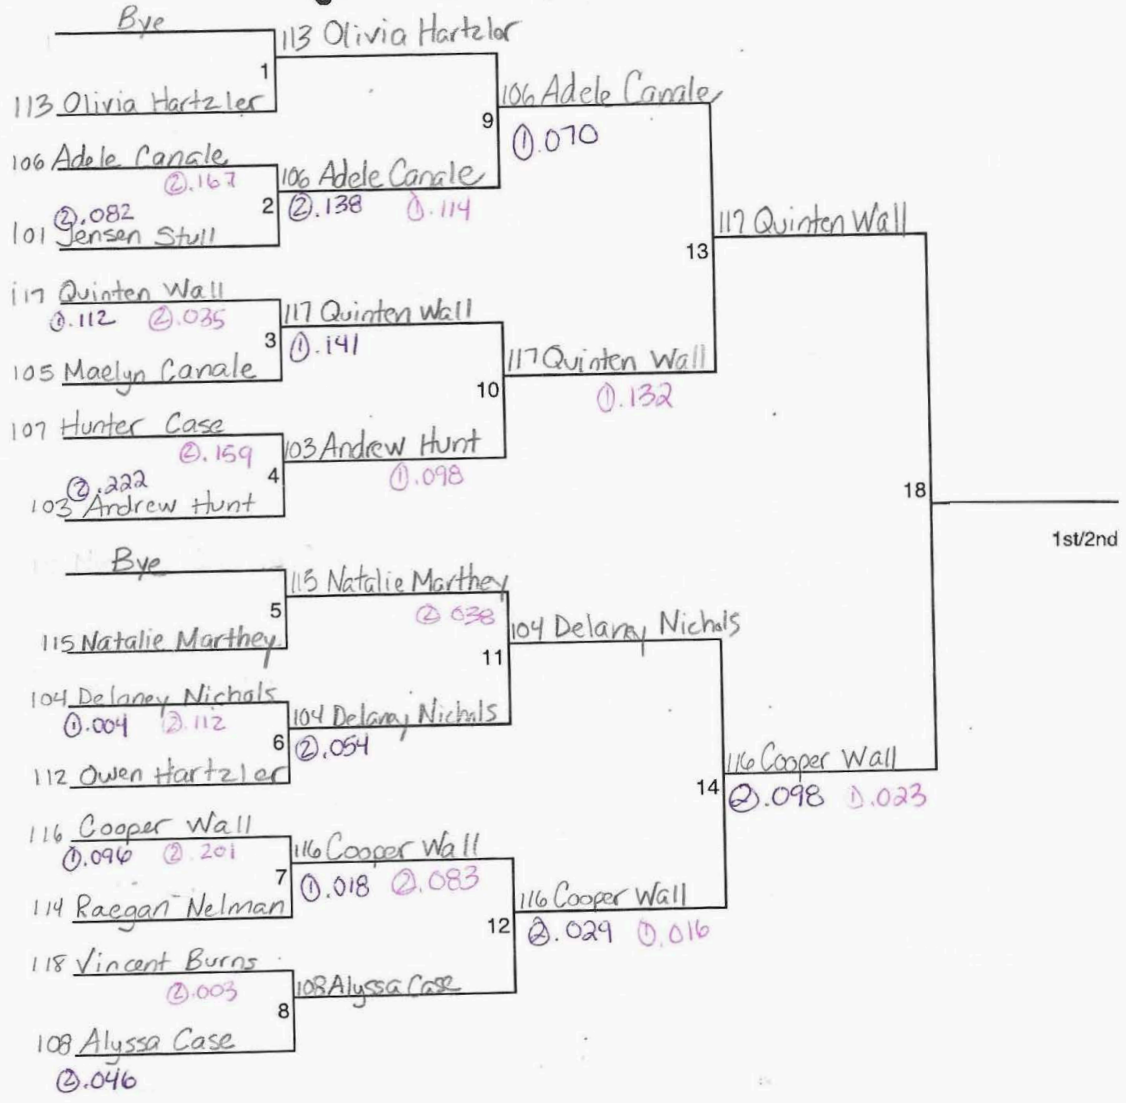 Bye
113 Olivia Hartzlor
1
113 Olivia Hartzler
106 Adele Canale
9
①.070
106 Adele Canale
②.167
106 Adele Canale
②.082
2
②.138 ①.114
101 Jensen Stull
117 Quinten Wall
13
117 Quinten Wall
①.112 ②.035
117 Quinten Wall
3
①.141
105 Maelyn Canale
117 Quinten Wall
10
①.132
107 Hunter Case
②.159
103 Andrew Hunt
4
①.098
②.222
103 Andrew Hunt
18
1st/2nd
Bye
115 Natalie Marthey
5
② 038
115 Natalie Marthey
104 Delaney Nichols
11
104 Delaney Nichols
①.004 ②.112
104 Delaney Nichols
6
②.054
112 Owen Hartzler
116 Cooper Wall
14
②.098 ①.023
116 Cooper Wall
①.096 ② 201
116 Cooper Wall
7
①.018 ②.083
114 Raegan Nelman
116 Cooper Wall
12
②.029 ①.016
118 Vincent Burns
②.003
108 Alyssa Case
8
108 Alyssa Case
②.046